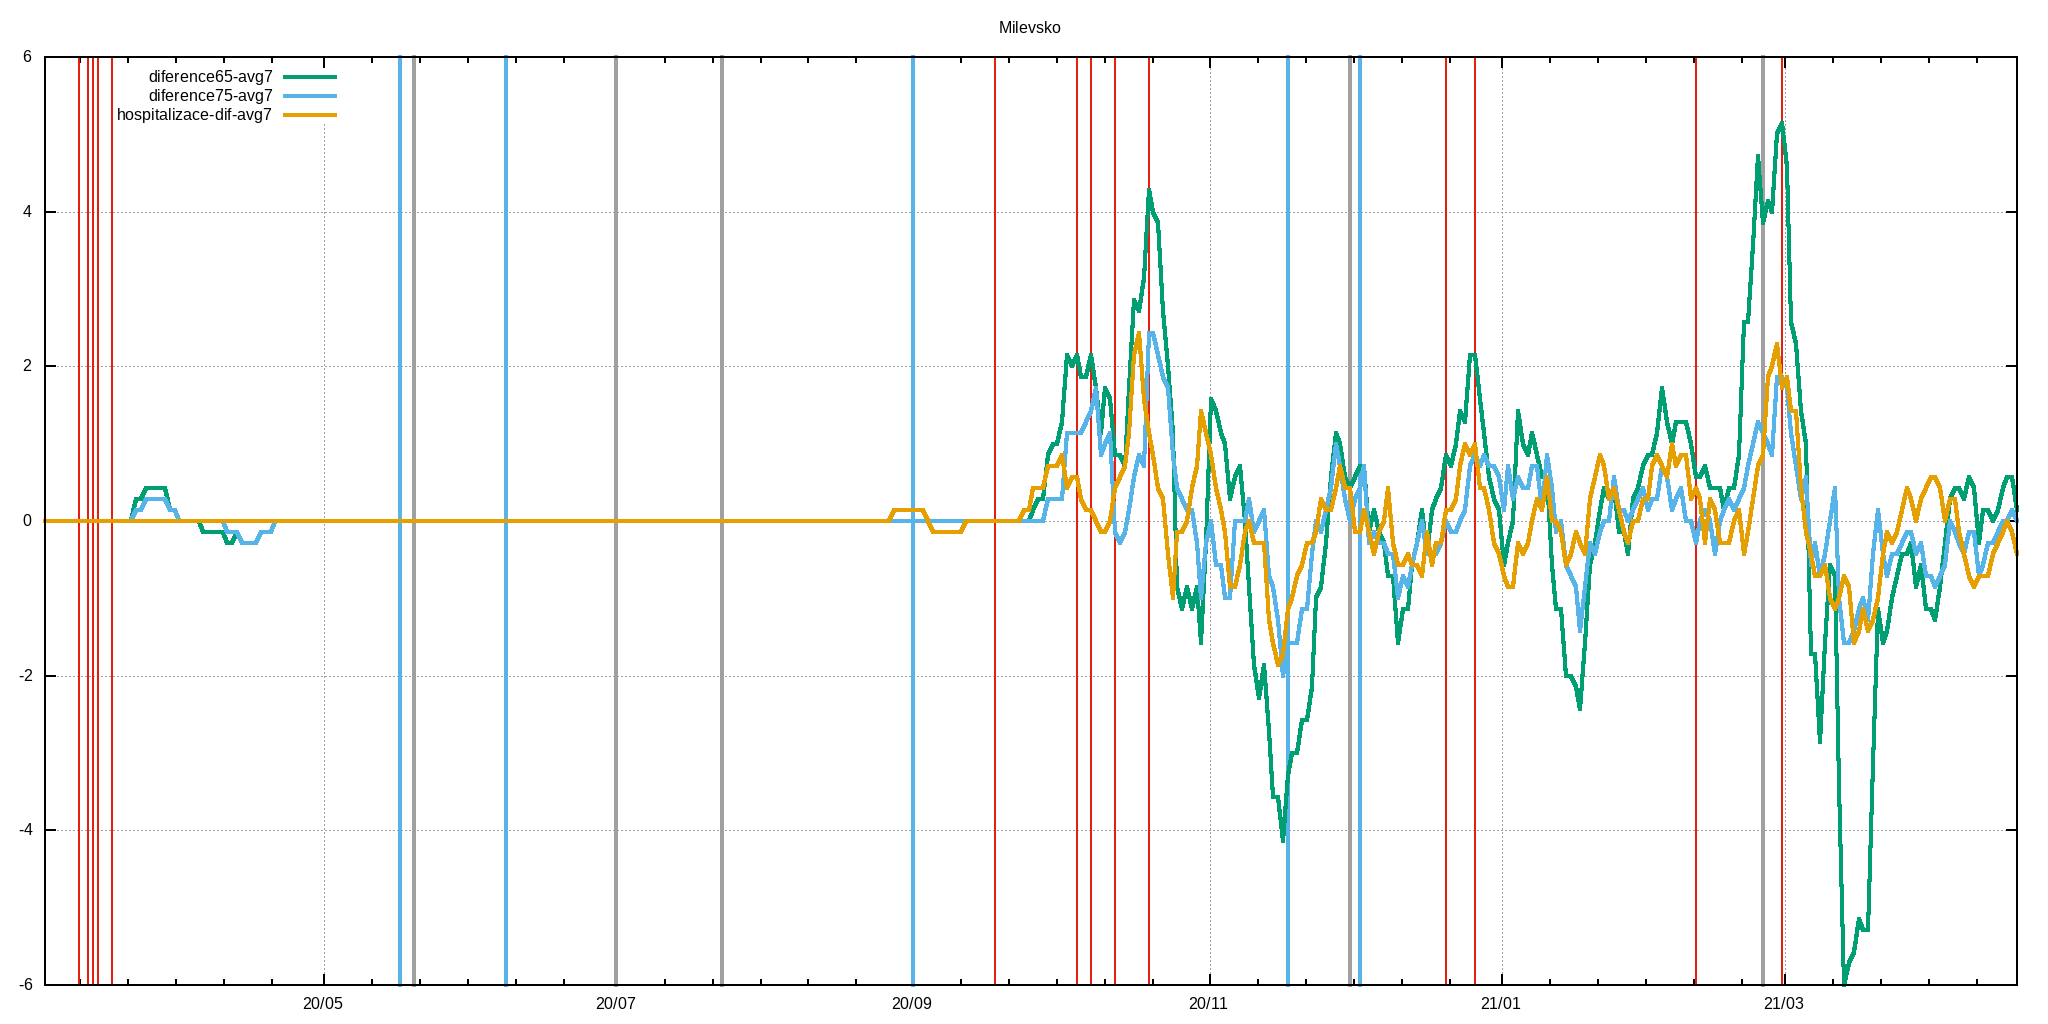 Milevsko
6
diference65-avg7
diference75-avg7
hospitalizace-dif-avg7
4
2
0
-2
-4
-6
20/05 20/07 20/09 20/11 21/01 21/03